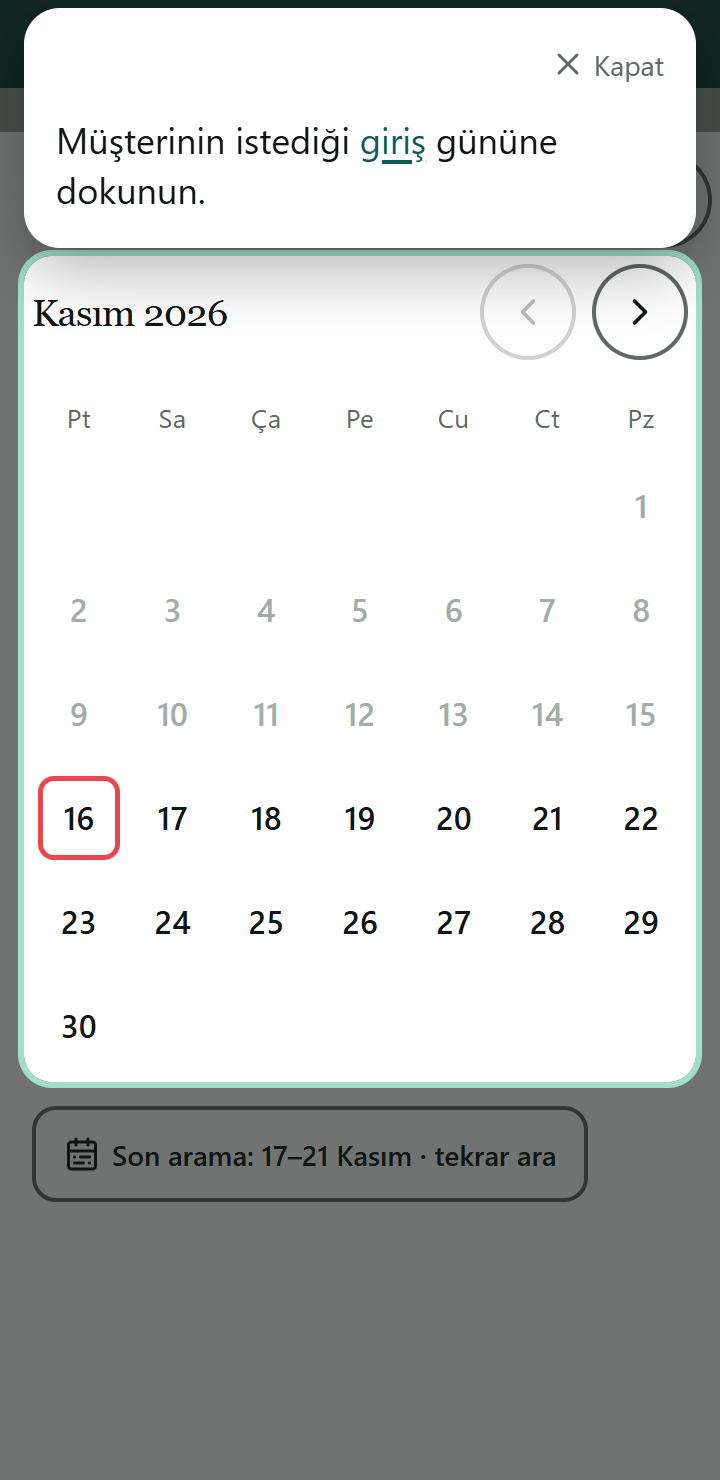 Kapat
Müşterinin istediği giriş gününe
dokunun.
Kasım 2026
Pt Sa Ça Pe Cu Ct Pz
1
2 3 4 5 6 7 8
9 10 11 12 13 14 15
16 17 18 19 20 21 22
23 24 25 26 27 28 29
30
Son arama: 17–21 Kasım · tekrar ara